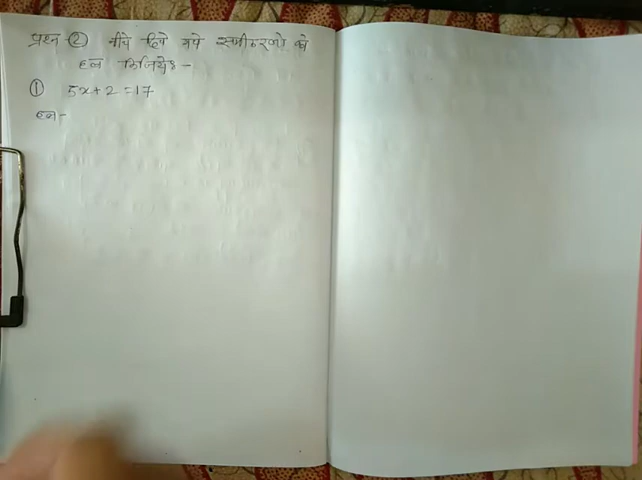 प्रश्न ② नीचे दिये गये समीकरणो को
हल किजिये:-
① 5x+2=17
हल-